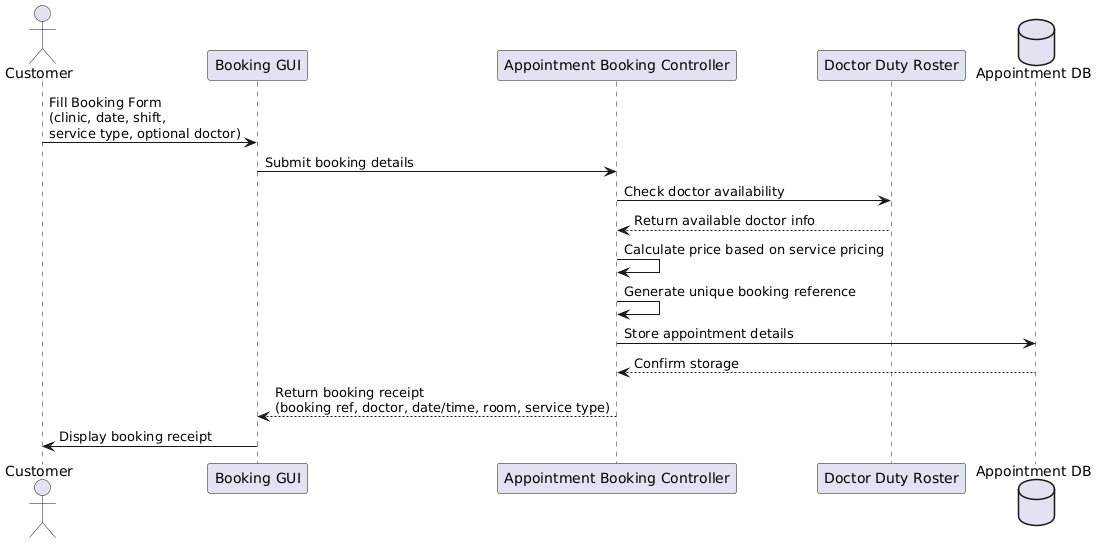 Customer
Booking GUI
Appointment Booking Controller
Doctor Duty Roster
Appointment DB
Fill Booking Form
(clinic, date, shift,
service type, optional doctor)
Submit booking details
Check doctor availability
Return available doctor info
Calculate price based on service pricing
Generate unique booking reference
Store appointment details
Confirm storage
Return booking receipt
(booking ref, doctor, date/time, room, service type)
Display booking receipt
Customer
Booking GUI
Appointment Booking Controller
Doctor Duty Roster
Appointment DB